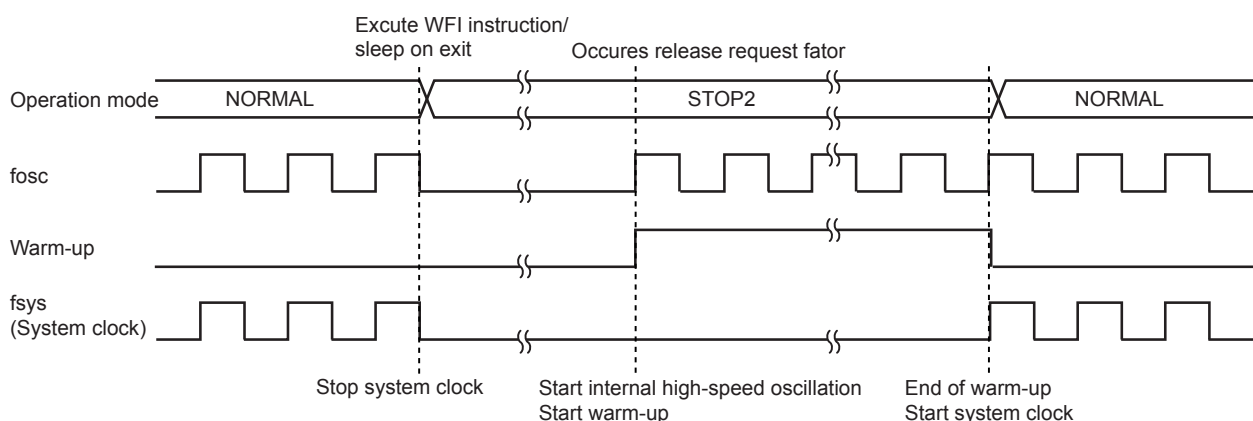 Excute WFI instruction/
sleep on exit
Occures release request fator
Operation mode
NORMAL
STOP2
NORMAL
fosc
Warm-up
fsys
(System clock)
Stop system clock
Start internal high-speed oscillation
Start warm-up
End of warm-up
Start system clock